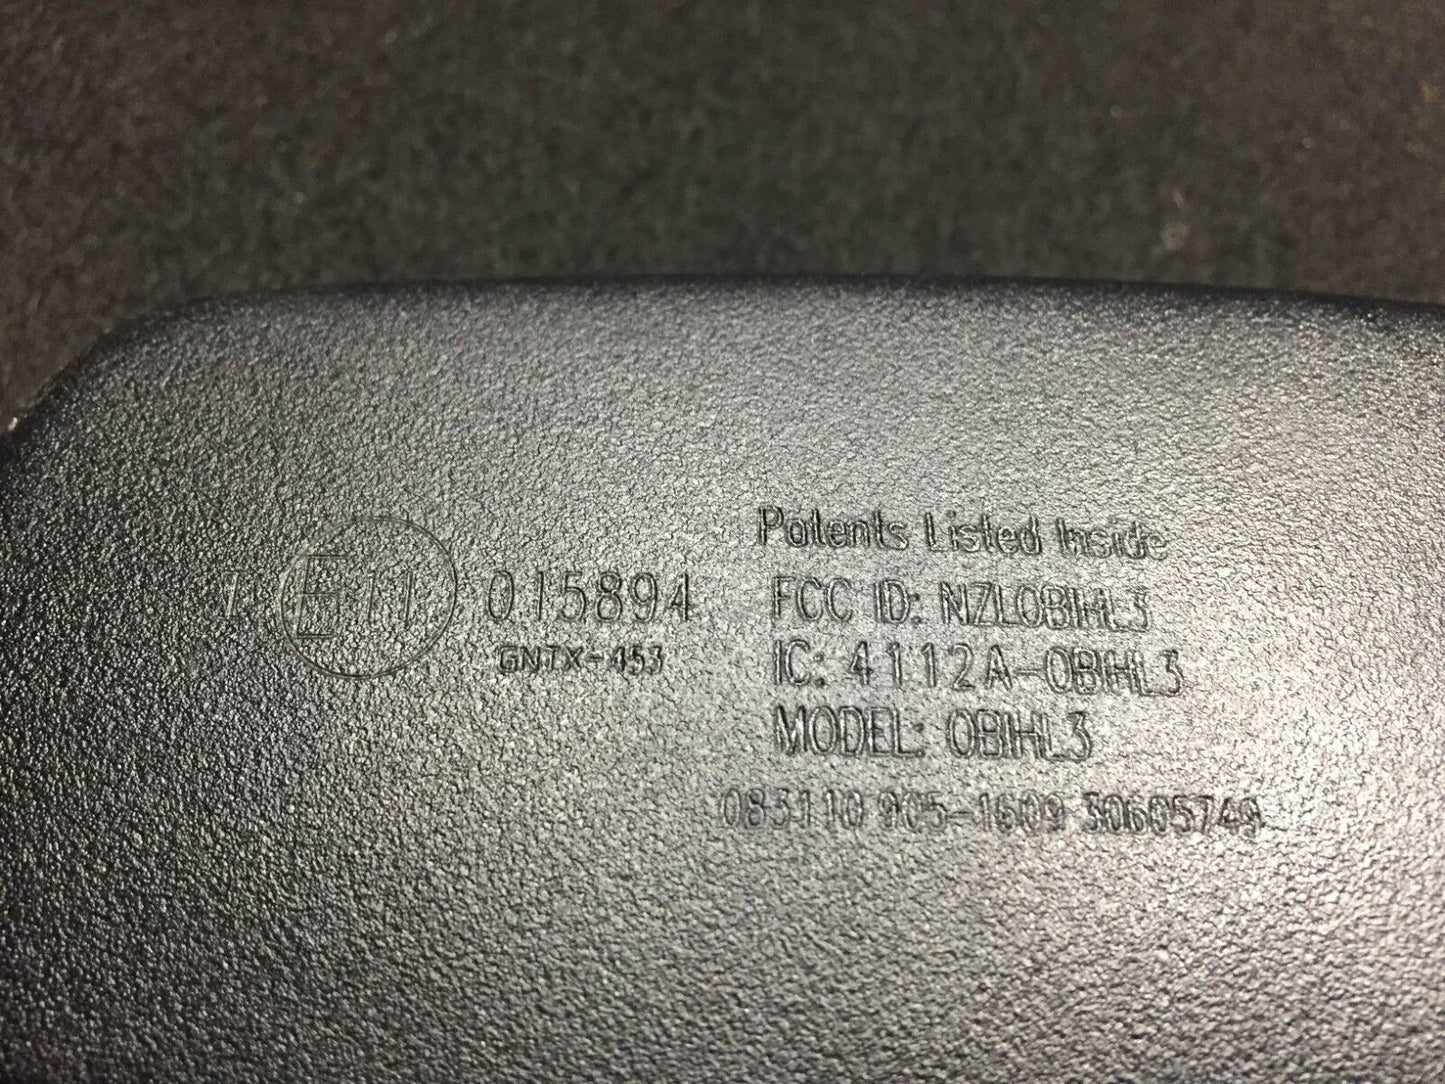 I E11 015894
GNTX-453
Patents Listed Inside
FCC ID: NZLOBIHL3
IC: 4112A-OBIHL3
MODEL: OBIHL3
083110 905-1609 30605749